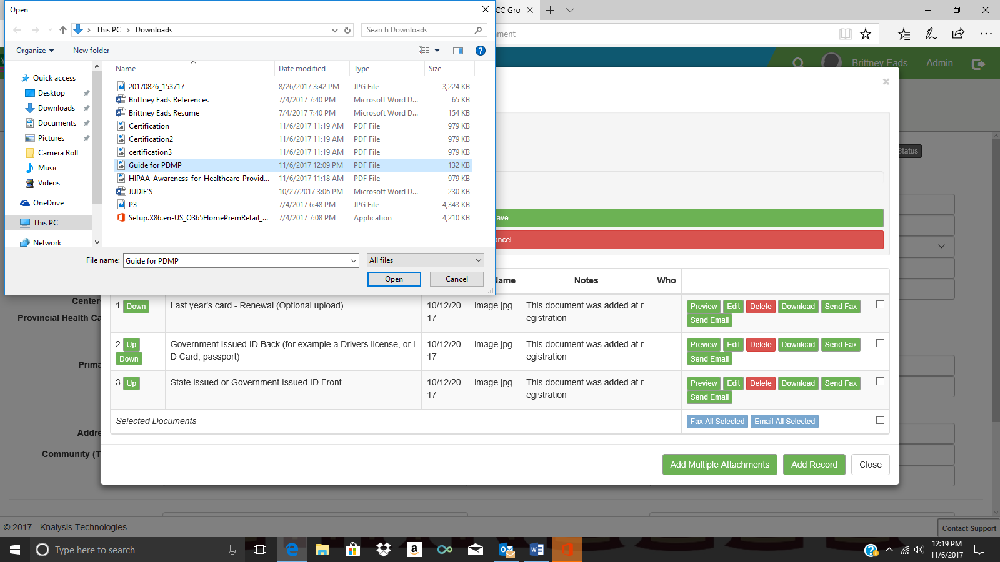 Open
CC Gro
This PC
Downloads
Search Downloads
ment
Organize
New folder
Brittney Eads
Admin
Name
Date modified
Type
Size
Quick access
Desktop
Downloads
Documents
Pictures
Camera Roll
Music
Videos
OneDrive
This PC
Network
20170826_153717 8/26/2017 3:42 PM JPG File 3,224 KB
Brittney Eads References 7/4/2017 7:40 PM Microsoft Word D... 65 KB
Brittney Eads Resume 7/4/2017 7:40 PM Microsoft Word D... 154 KB
Certification 11/6/2017 11:19 AM PDF File 979 KB
Certification2 11/6/2017 11:19 AM PDF File 979 KB
certification3 11/6/2017 11:19 AM PDF File 979 KB
Guide for PDMP 11/6/2017 12:09 PM PDF File 132 KB
HIPAA_Awareness_for_Healthcare_Provid... 11/6/2017 11:18 AM PDF File 979 KB
JUDIE'S 10/27/2017 3:06 PM Microsoft Word D... 230 KB
P3 7/4/2017 6:48 PM JPG File 4,343 KB
Setup.X86.en-US_O365HomePremRetail_... 7/4/2017 7:08 PM Application 4,210 KB
File name: Guide for PDMP
All files
Open
Cancel
Status
ave
ancel
Name Notes Who
Center
Provincial Health Ca
Prima
Addre
Community (T
1 Down Last year's card - Renewal (Optional upload) 10/12/20
17 image.jpg This document was added at r
egistration
Preview Edit Delete Download Send Fax
Send Email
2 Up
Down
Government Issued ID Back (for example a Drivers license, or I
D Card, passport)
10/12/20
17 image.jpg This document was added at r
egistration
Preview Edit Delete Download Send Fax
Send Email
3 Up State issued or Government Issued ID Front 10/12/20
17 image.jpg This document was added at r
egistration
Preview Edit Delete Download Send Fax
Send Email
Selected Documents
Fax All Selected Email All Selected
Add Multiple Attachments Add Record Close
© 2017 - Knalysis Technologies
Contact Support
Type here to search
12:19 PM
11/6/2017